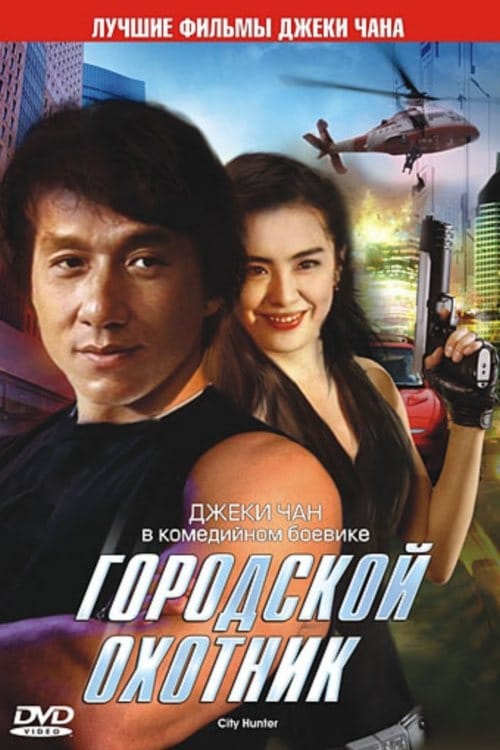 ЛУЧШИЕ ФИЛЬМЫ ДЖЕКИ ЧАНА
ДЖЕКИ ЧАН
в комедийном боевике
ГОРОДСКОЙ
ОХОТНИК
DVD
VIDEO
City Hunter